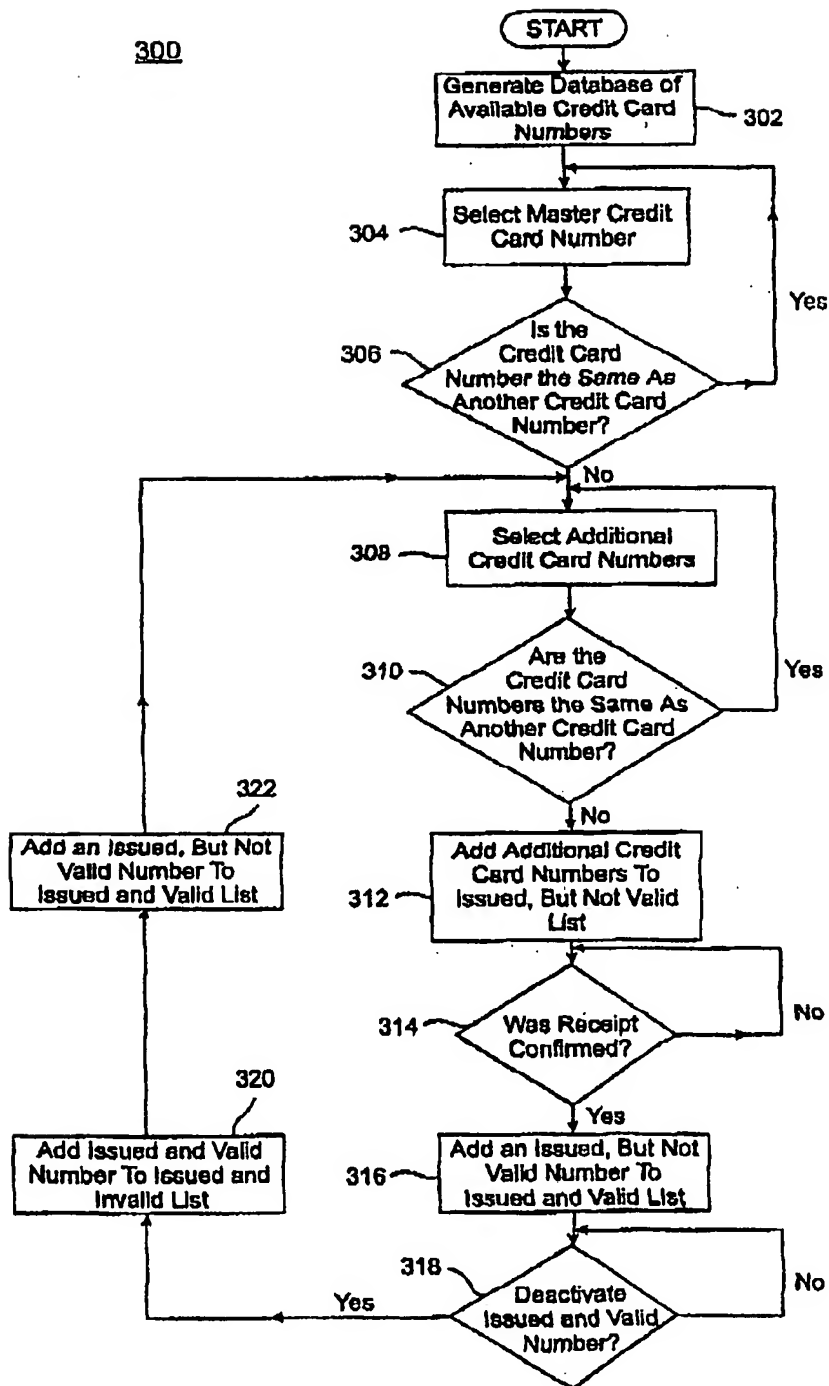 300
START
Generate Database of
Available Credit Card
Numbers
302
304
Select Master Credit
Card Number
Yes
306
Is the
Credit Card
Number the Same As
Another Credit Card
Number?
No
308
Select Additional
Credit Card Numbers
310
Are the
Credit Card
Numbers the Same As
Another Credit Card
Number?
Yes
No
322
Add an Issued, But Not
Valid Number To
Issued and Valid List
312
Add Additional Credit
Card Numbers To
Issued, But Not Valid
List
314
Was Receipt
Confirmed?
No
Yes
320
Add Issued and Valid
Number To Issued and
Invalid List
316
Add an Issued, But Not
Valid Number To
Issued and Valid List
318
Deactivate
Issued and Valid
Number?
No
Yes